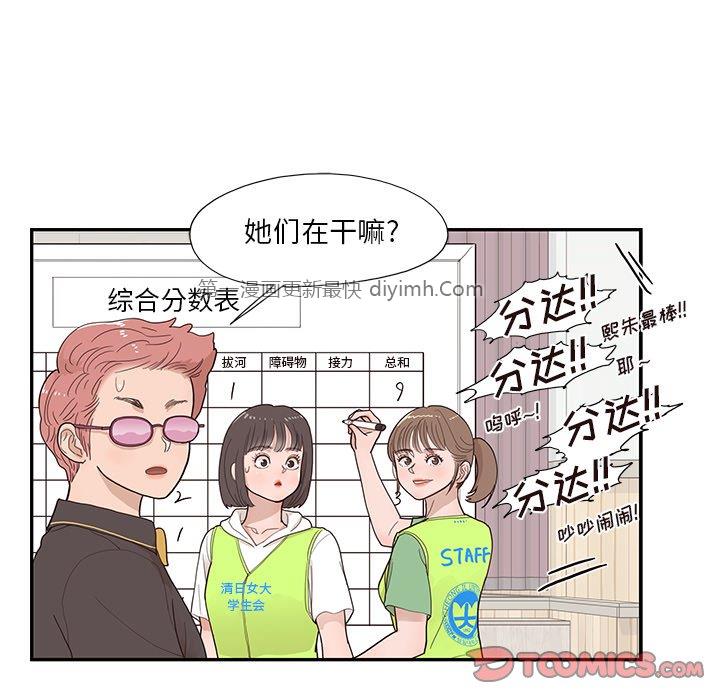 她们在干嘛?
第一漫画更新最快 diyimh.Com
综合分数表
拔河 障碍物 接力 总和
1 9
2
分达!!
熙朱最棒!!
分达!!
耶~
呜呼~!
分达!!
分达!!
吵吵闹闹!
STAFF
清日女大
学生会
DTCOMICS.COM